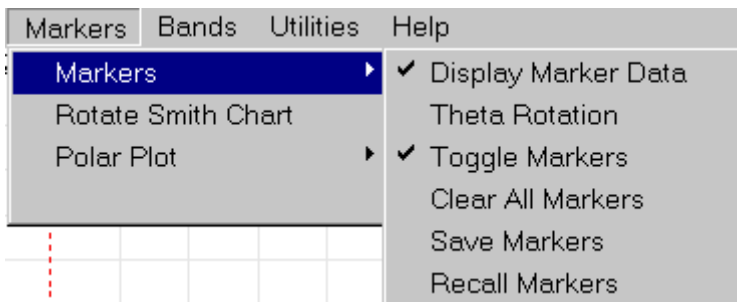 Markers Bands Utilities Help
Markers
Rotate Smith Chart
Polar Plot
Display Marker Data
Theta Rotation
Toggle Markers
Clear All Markers
Save Markers
Recall Markers